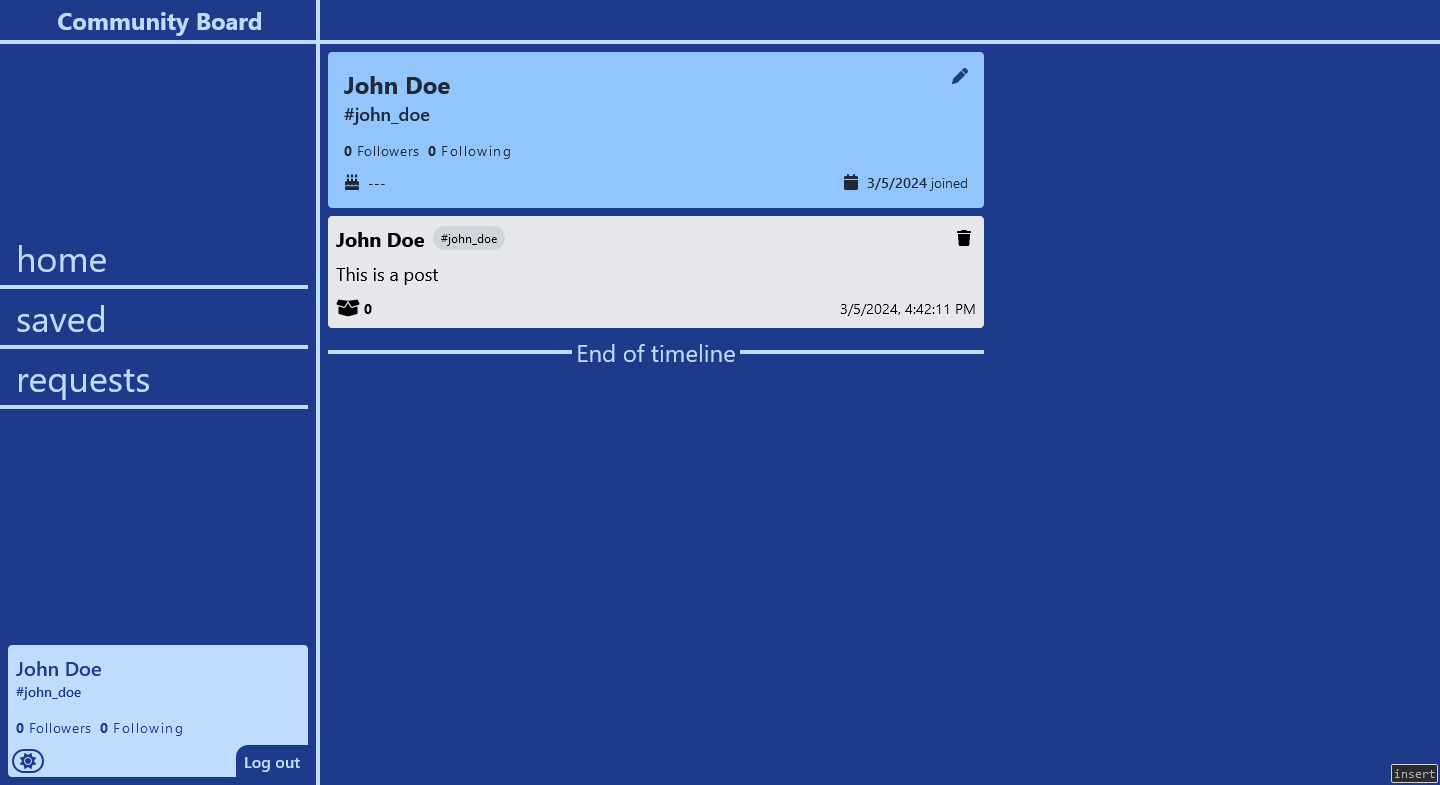 Community Board
home
saved
requests
John Doe
#john_doe
0 Followers 0 Following
Log out
John Doe
#john_doe
0 Followers 0 Following
--- 3/5/2024 joined
John Doe #john_doe
This is a post
0 3/5/2024, 4:42:11 PM
End of timeline
insert